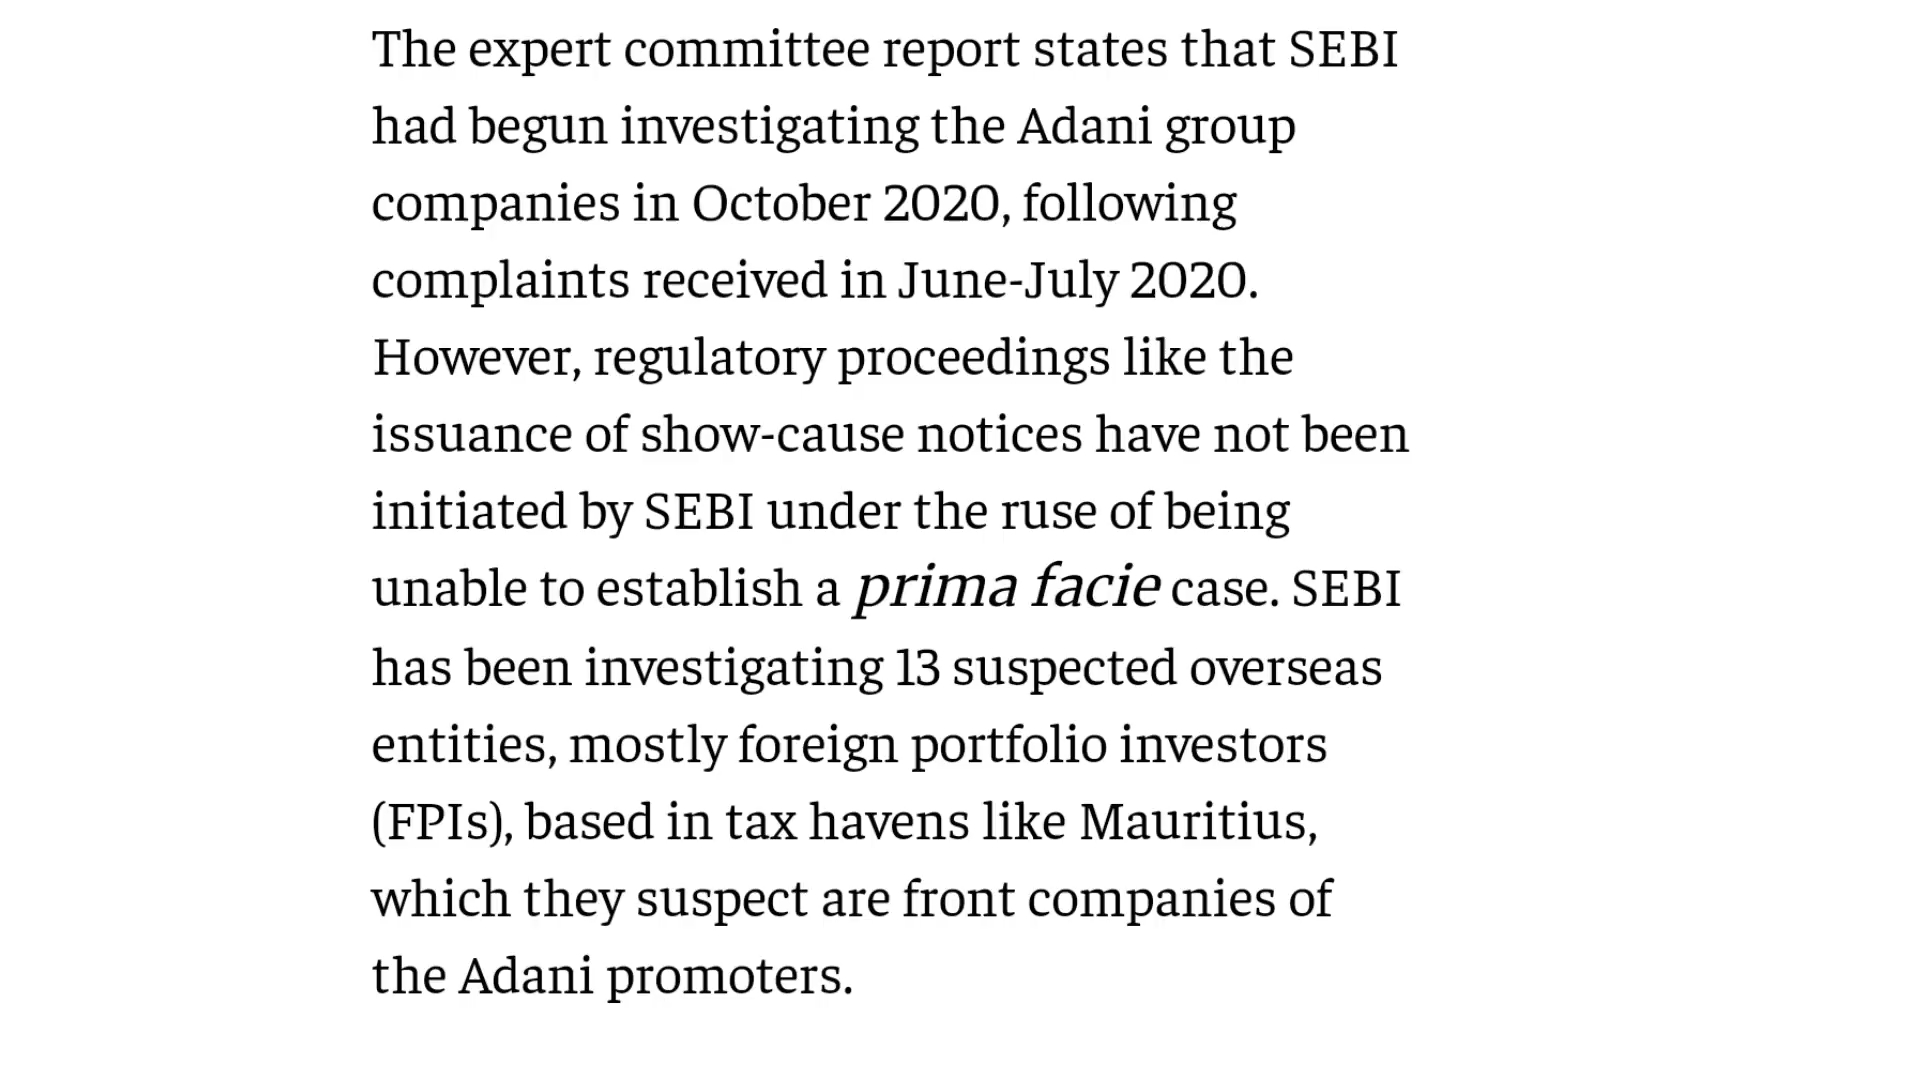 The expert committee report states that SEBI
had begun investigating the Adani group
companies in October 2020, following
complaints received in June-July 2020.
However, regulatory proceedings like the
issuance of show-cause notices have not been
initiated by SEBI under the ruse of being
unable to establish a prima facie case. SEBI
has been investigating 13 suspected overseas
entities, mostly foreign portfolio investors
(FPIs), based in tax havens like Mauritius,
which they suspect are front companies of
the Adani promoters.